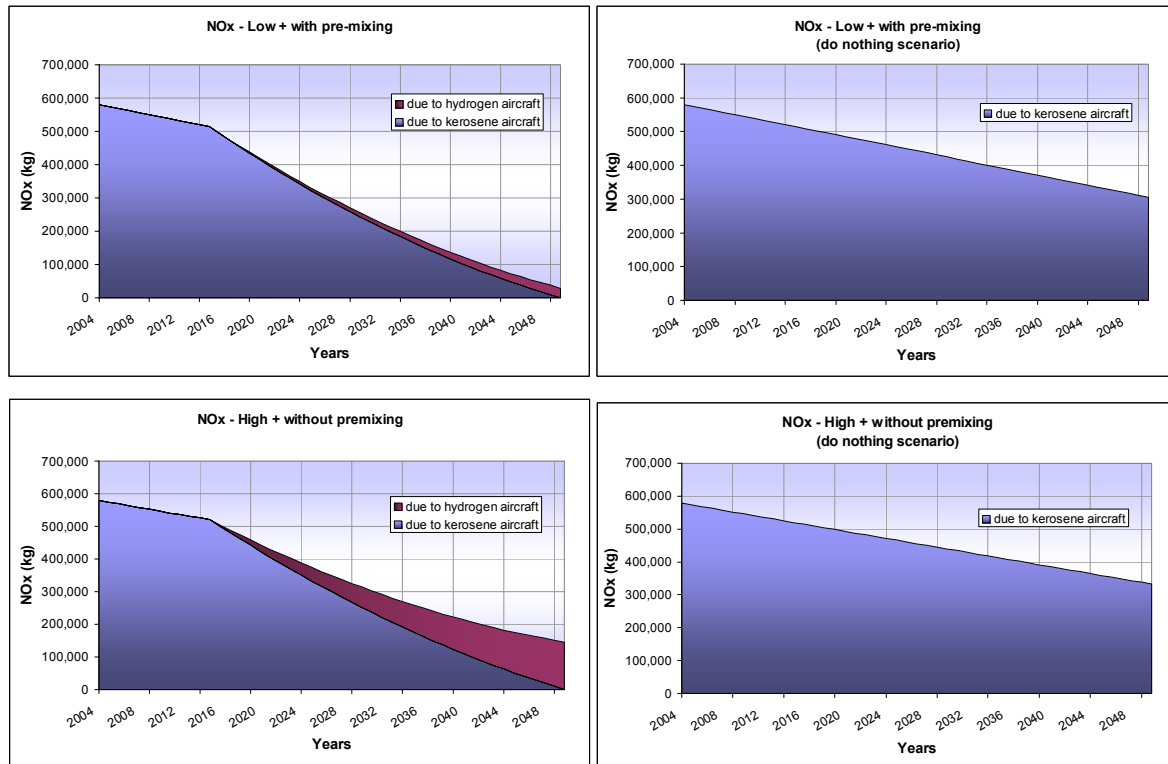 NOx - Low + with pre-mixing
700,000
600,000
500,000
400,000
300,000
200,000
100,000
0
NOx (kg)
due to hydrogen aircraft
due to kerosene aircraft
2004 2008 2012 2016 2020 2024 2028 2032 2036 2040 2044 2048
Years
NOx - Low + with pre-mixing
(do nothing scenario)
700,000
600,000
500,000
400,000
300,000
200,000
100,000
0
NOx (kg)
due to kerosene aircraft
2004 2008 2012 2016 2020 2024 2028 2032 2036 2040 2044 2048
Years
NOx - High + without premixing
700,000
600,000
500,000
400,000
300,000
200,000
100,000
0
NOx (kg)
due to hydrogen aircraft
due to kerosene aircraft
2004 2008 2012 2016 2020 2024 2028 2032 2036 2040 2044 2048
Years
NOx - High + without premixing
(do nothing scenario)
700,000
600,000
500,000
400,000
300,000
200,000
100,000
0
NOx (kg)
due to kerosene aircraft
2004 2008 2012 2016 2020 2024 2028 2032 2036 2040 2044 2048
Years